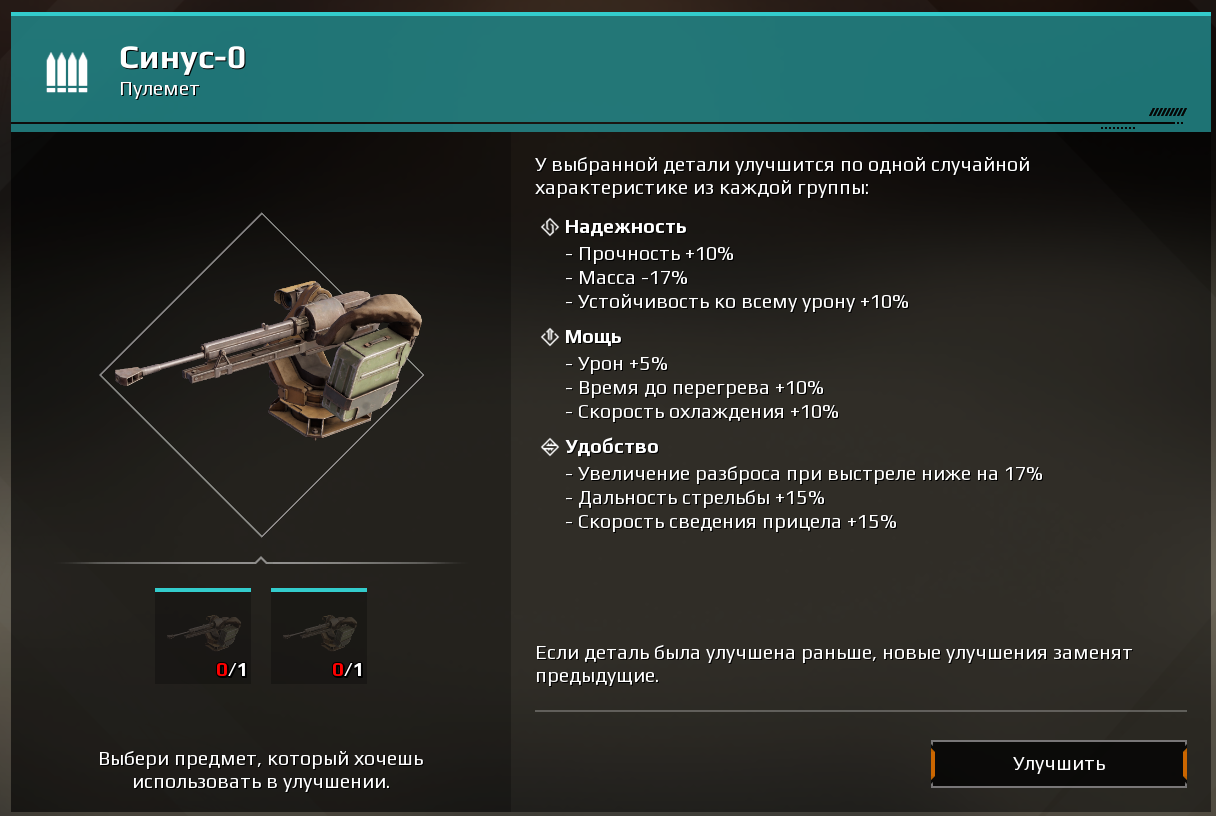 Синус-0
Пулемет
У выбранной детали улучшится по одной случайной
характеристике из каждой группы:
Надежность
- Прочность +10%
- Масса -17%
- Устойчивость ко всему урону +10%
Мощь
- Урон +5%
- Время до перегрева +10%
- Скорость охлаждения +10%
Удобство
- Увеличение разброса при выстреле ниже на 17%
- Дальность стрельбы +15%
- Скорость сведения прицела +15%
0/1 0/1
Если деталь была улучшена раньше, новые улучшения заменят
предыдущие.
Выбери предмет, который хочешь
использовать в улучшении.
Улучшить